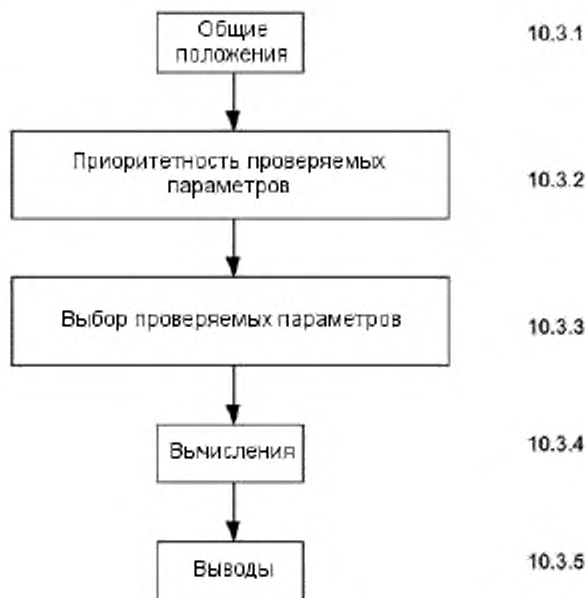 Общие
положения
10.3.1
Приоритетность проверяемых
параметров
10.3.2
Выбор проверяемых параметров
10.3.3
Вычисления
10.3.4
Выводы
10.3.5